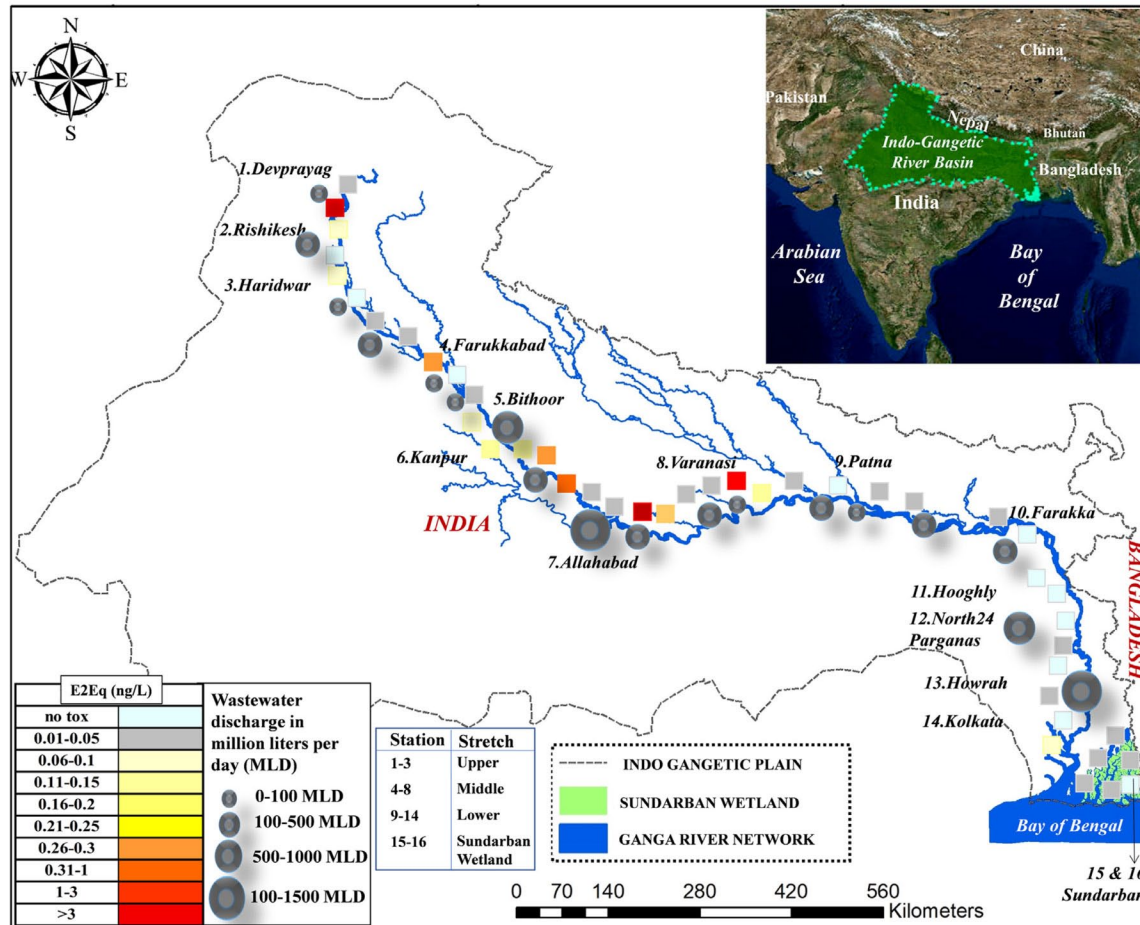 N
W
E
S
China
Pakistan
Nepal
Bhutan
Indo-Gangetic
River Basin
Bangladesh
India
Arabian
Sea
Bay
of
Bengal
1.Devprayag
2.Rishikesh
3.Haridwar
4.Farukkabad
5.Bithoor
6.Kanpur
8.Varanasi
9.Patna
INDIA
7.Allahabad
10.Farakka
BANGLADESH
11.Hooghly
12.North24
Parganas
13.Howrah
14.Kolkata
Bay of Bengal
15 & 16
Sundarban
E2Eq (ng/L)
no tox
0.01-0.05
0.06-0.1
0.11-0.15
0.16-0.2
0.21-0.25
0.26-0.3
0.31-1
1-3
>3
Wastewater
discharge in
million liters per
day (MLD)
0-100 MLD
100-500 MLD
500-1000 MLD
100-1500 MLD
Station Stretch
1-3 Upper
4-8 Middle
9-14 Lower
15-16 Sundarban
Wetland
INDO GANGETIC PLAIN
SUNDARBAN WETLAND
GANGA RIVER NETWORK
0 70 140 280 420 560
Kilometers